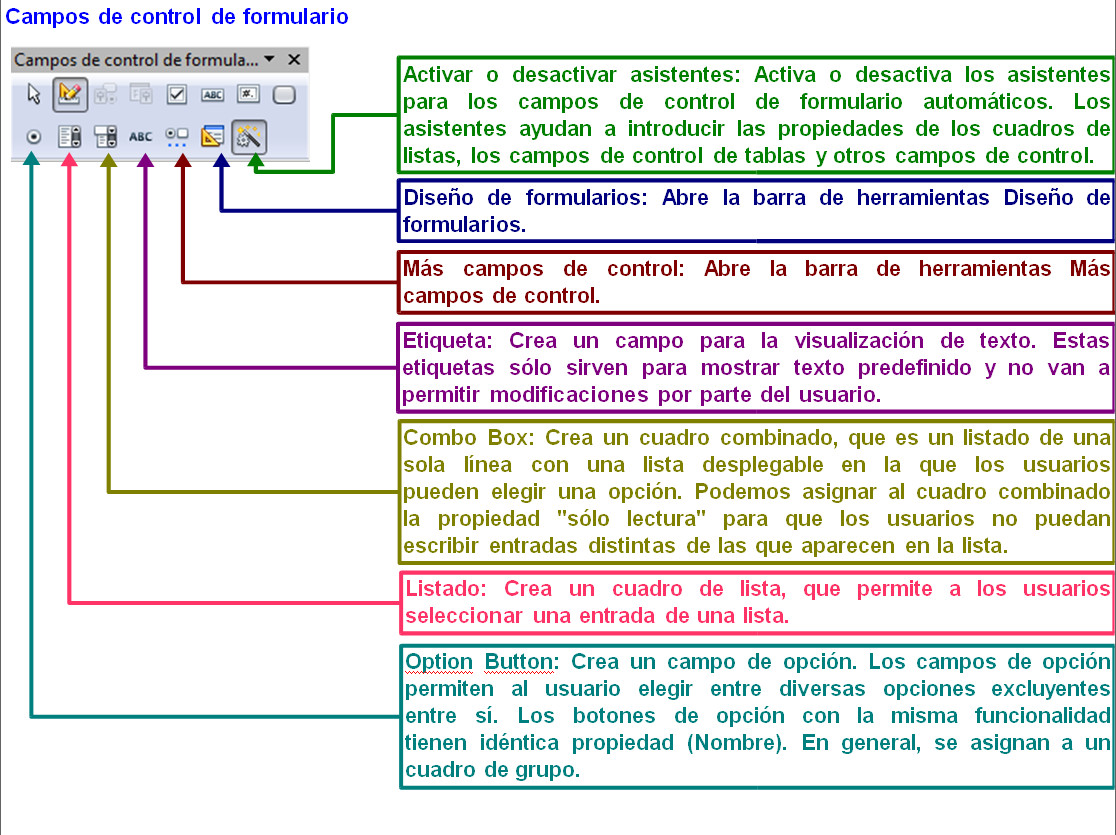 Campos de control de formulario
Campos de control de formula...
ABC
ABC
Activar o desactivar asistentes: Activa o desactiva los asistentes
para los campos de control de formulario automáticos. Los
asistentes ayudan a introducir las propiedades de los cuadros de
listas, los campos de control de tablas y otros campos de control.
Diseño de formularios: Abre la barra de herramientas Diseño de
formularios.
Más campos de control: Abre la barra de herramientas Más
campos de control.
Etiqueta: Crea un campo para la visualización de texto. Estas
etiquetas sólo sirven para mostrar texto predefinido y no van a
permitir modificaciones por parte del usuario.
Combo Box: Crea un cuadro combinado, que es un listado de una
sola línea con una lista desplegable en la que los usuarios
pueden elegir una opción. Podemos asignar al cuadro combinado
la propiedad "sólo lectura" para que los usuarios no puedan
escribir entradas distintas de las que aparecen en la lista.
Listado: Crea un cuadro de lista, que permite a los usuarios
seleccionar una entrada de una lista.
Option Button: Crea un campo de opción. Los campos de opción
permiten al usuario elegir entre diversas opciones excluyentes
entre sí. Los botones de opción con la misma funcionalidad
tienen idéntica propiedad (Nombre). En general, se asignan a un
cuadro de grupo.